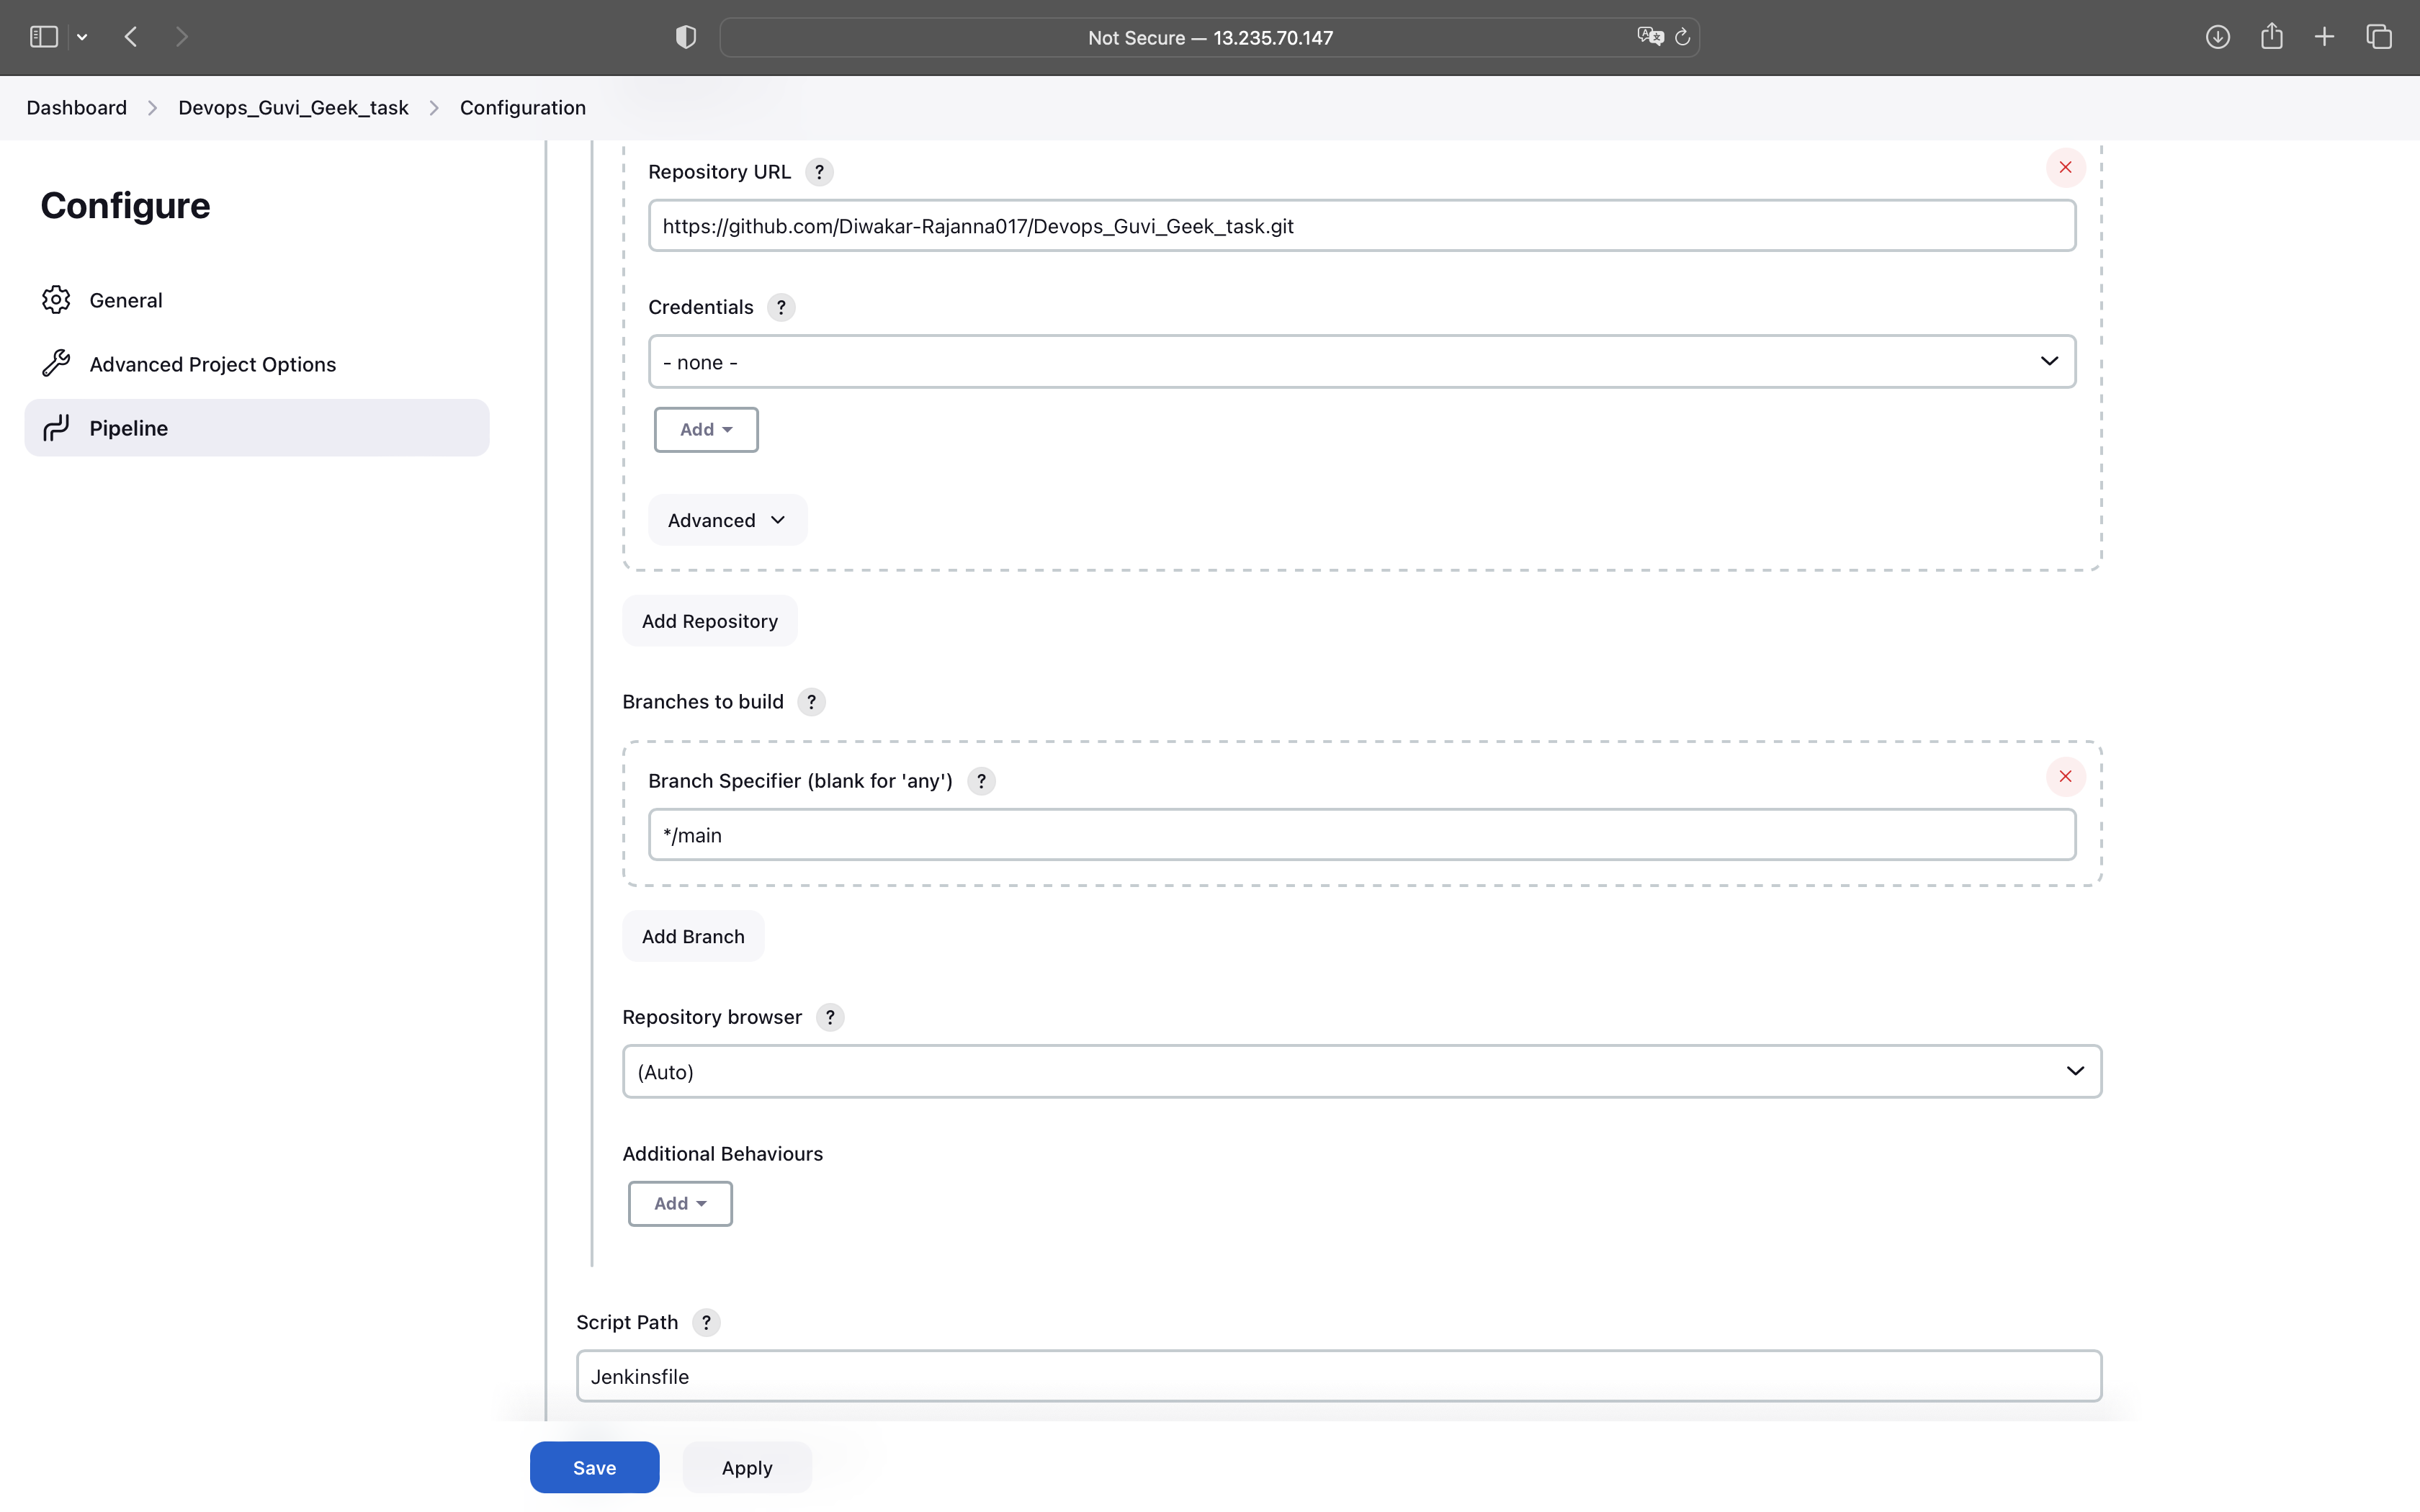 Not Secure — 13.235.70.147
Dashboard > Devops_Guvi_Geek_task > Configuration
Configure
General
Advanced Project Options
Pipeline
Repository URL ?
https://github.com/Diwakar-Rajanna017/Devops_Guvi_Geek_task.git
Credentials ?
- none -
Add
Advanced
Add Repository
Branches to build ?
Branch Specifier (blank for 'any') ?
*/main
Add Branch
Repository browser ?
(Auto)
Additional Behaviours
Add
Script Path ?
Jenkinsfile
Save Apply